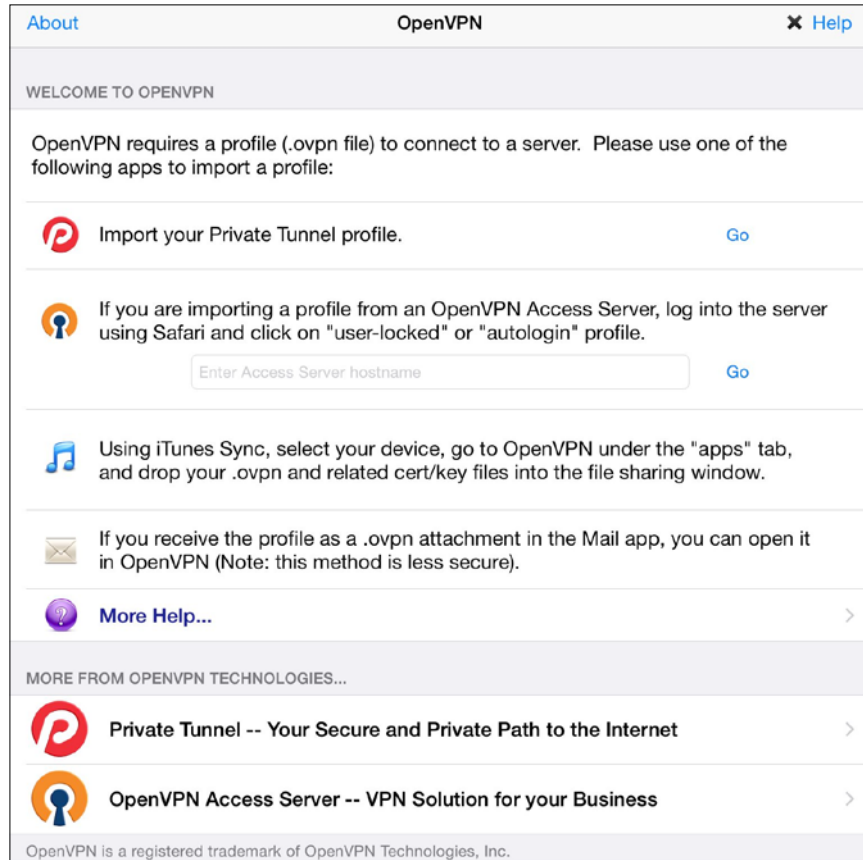 About OpenVPN ✖ Help
WELCOME TO OPENVPN
OpenVPN requires a profile (.ovpn file) to connect to a server.  Please use one of the
following apps to import a profile:
Import your Private Tunnel profile. Go
If you are importing a profile from an OpenVPN Access Server, log into the server
using Safari and click on "user-locked" or "autologin" profile.
Enter Access Server hostname Go
Using iTunes Sync, select your device, go to OpenVPN under the "apps" tab,
and drop your .ovpn and related cert/key files into the file sharing window.
If you receive the profile as a .ovpn attachment in the Mail app, you can open it
in OpenVPN (Note: this method is less secure).
More Help...
MORE FROM OPENVPN TECHNOLOGIES...
Private Tunnel -- Your Secure and Private Path to the Internet
OpenVPN Access Server -- VPN Solution for your Business
OpenVPN is a registered trademark of OpenVPN Technologies, Inc.